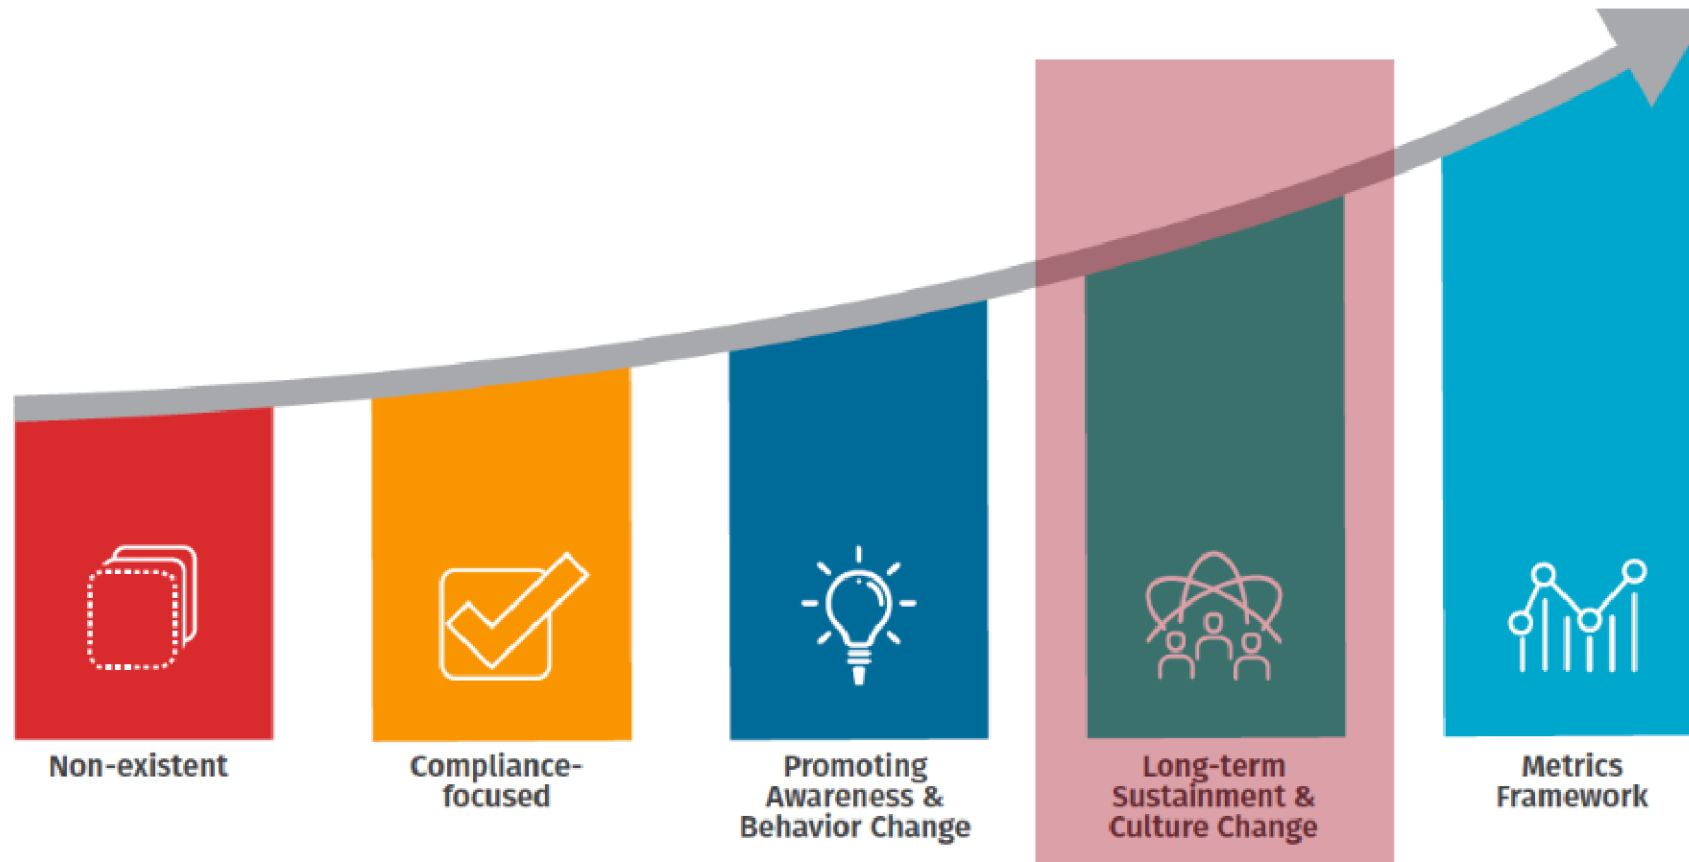 Non-existent
Compliance-
focused
Promoting
Awareness &
Behavior Change
Long-term
Sustainment &
Culture Change
Metrics
Framework